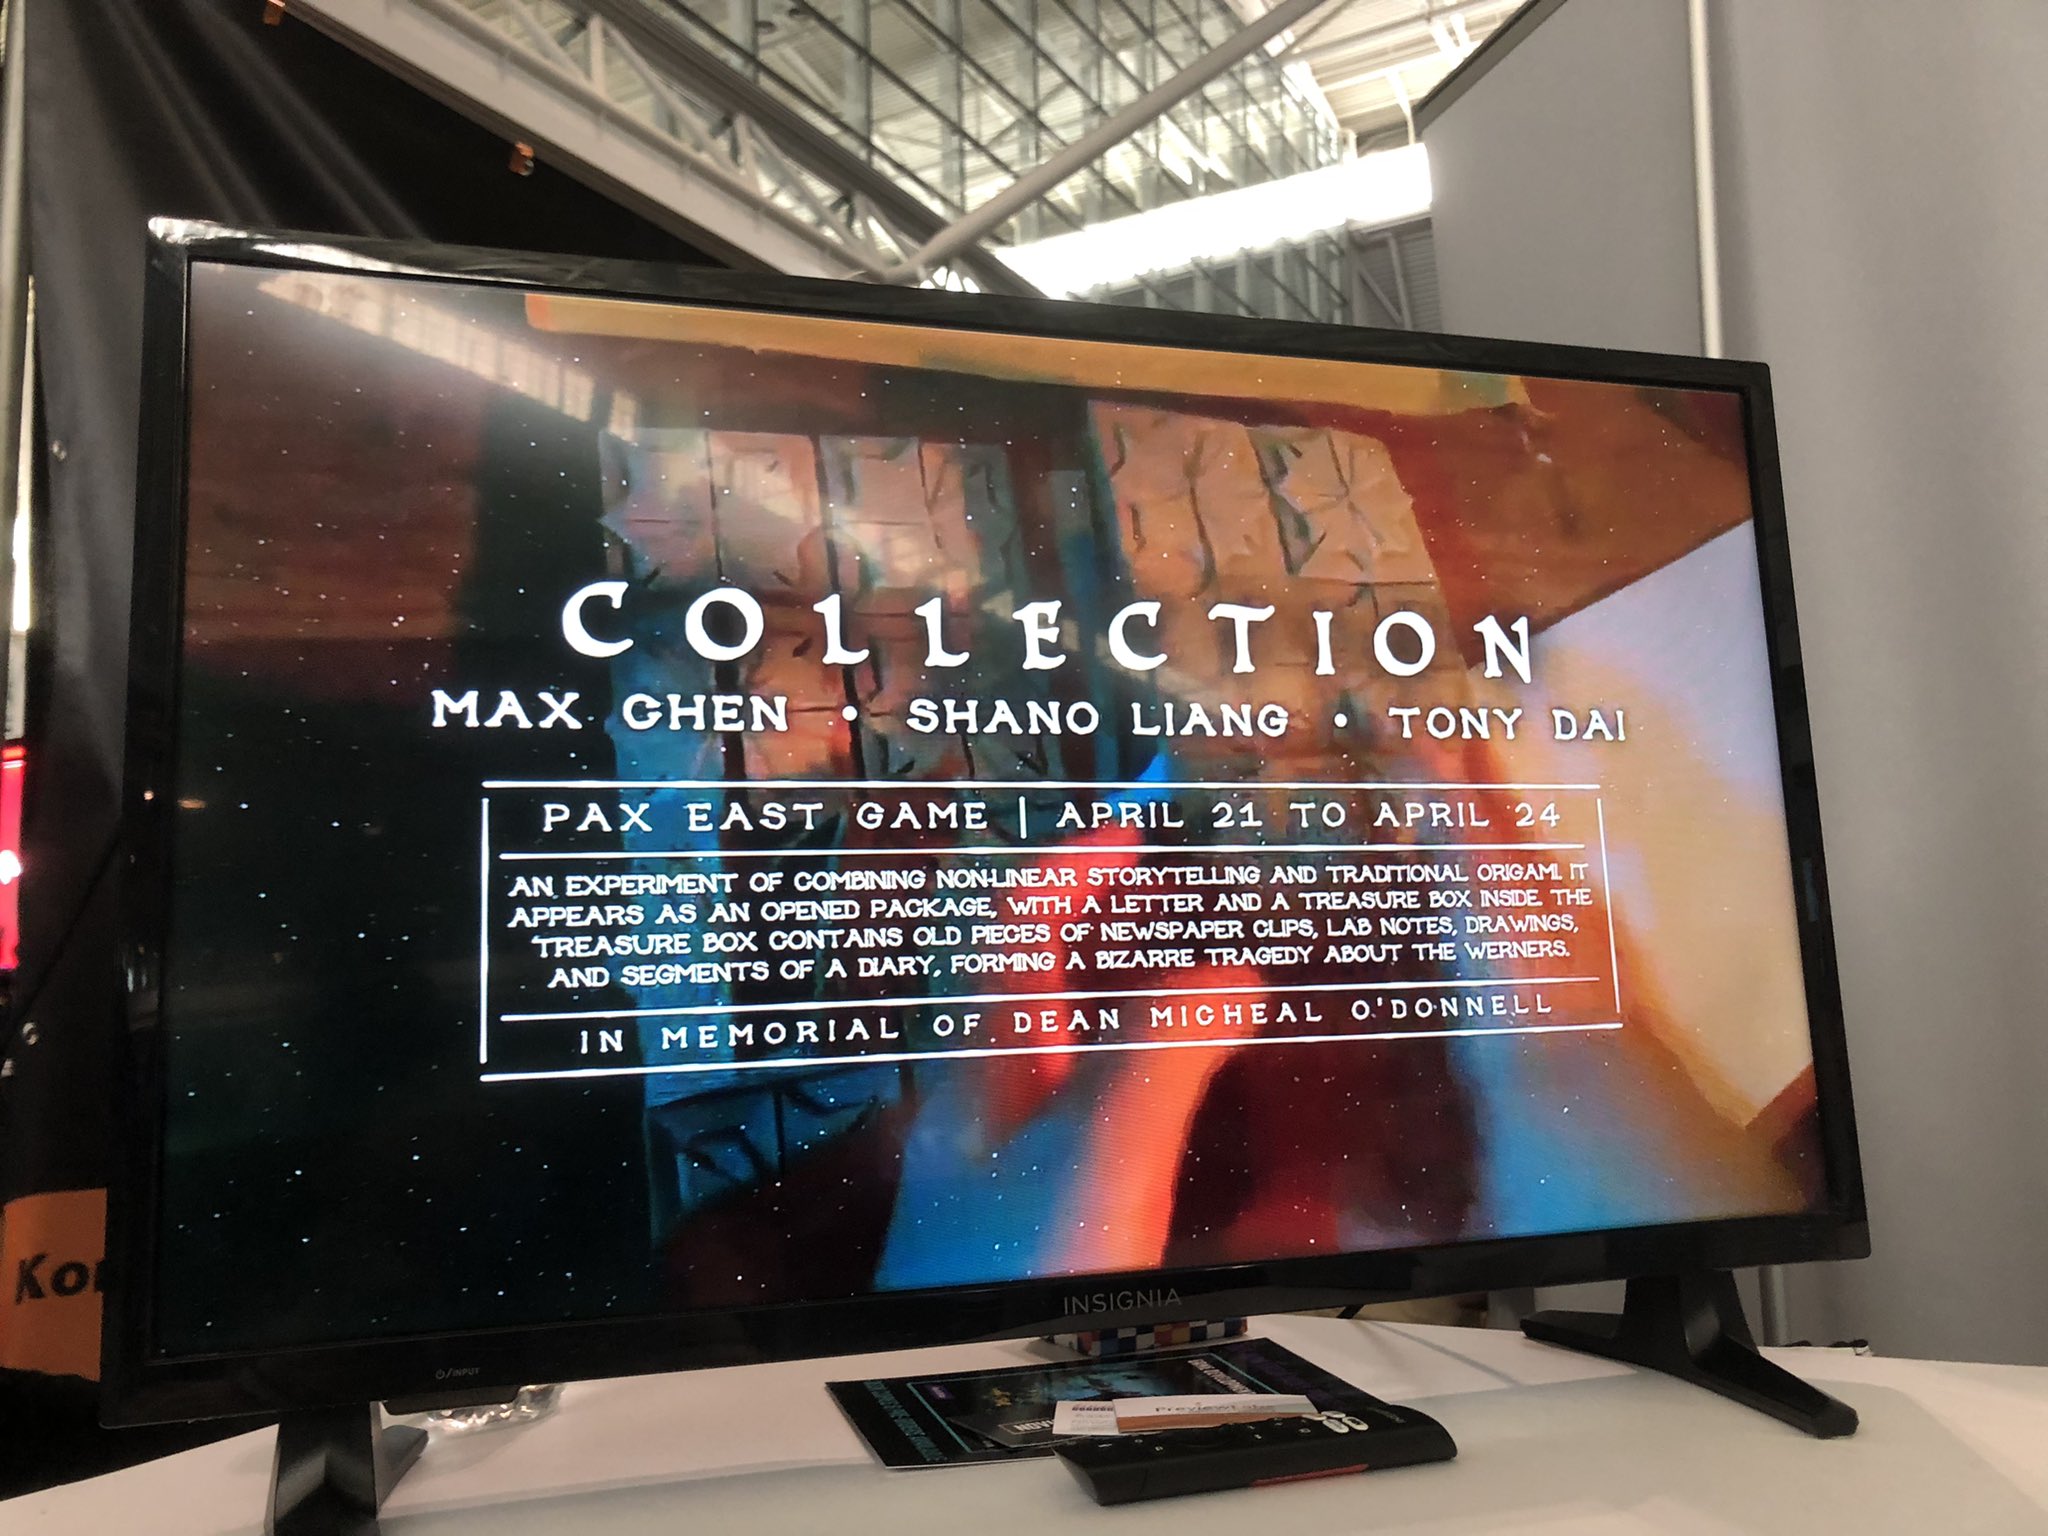 COLLECTION
MAX CHEN • SHANO LIANG • TONY DAI
PAX EAST GAME | APRIL 21 TO APRIL 24
AN EXPERIMENT OF COMBINING NON-LINEAR STORYTELLING AND TRADITIONAL ORIGAMI. IT
APPEARS AS AN OPENED PACKAGE, WITH A LETTER AND A TREASURE BOX INSIDE. THE
TREASURE BOX CONTAINS OLD PIECES OF NEWSPAPER CLIPS, LAB NOTES, DRAWINGS,
AND SEGMENTS OF A DIARY, FORMING A BIZARRE TRAGEDY ABOUT THE WERNERS.
IN MEMORIAL OF DEAN MICHEAL O'DONNELL
INSIGNIA
/INPUT